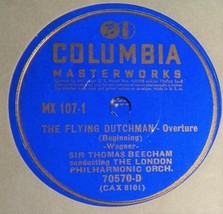 COLUMBIA
MASTERWORKS
MX 107-1
THE FLYING DUTCHMAN - Overture
(Beginning)
-Wagner-
SIR THOMAS BEECHAM
conducting THE LONDON
PHILHARMONIC ORCH.
70570-D
(CAX 8101)